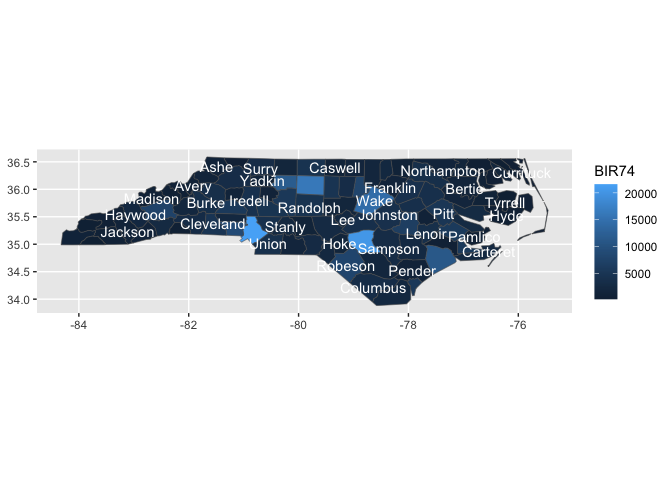 36.5
36.0
35.5
35.0
34.5
34.0
Ashe
Surry
Caswell
Northampton
Currituck
Avery
Yadkin
Franklin
Bertie
Madison
Burke
Iredell
Wake
Tyrrell
Haywood
Randolph
Johnston
Pitt
Hyde
Jackson
Cleveland
Stanly
Lee
Lenoir
Pamlico
Union
Hoke
Sampson
Carteret
Robeson
Pender
Columbus
-84
-82
-80
-78
-76
BIR74
20000
15000
10000
5000